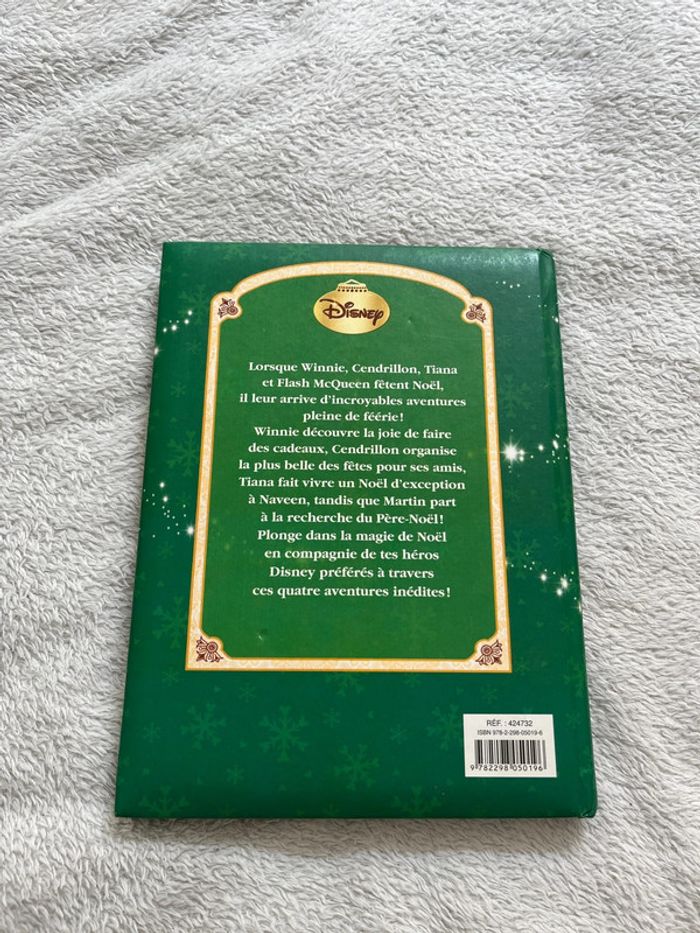 Disney
Lorsque Winnie, Cendrillon, Tiana
et Flash McQueen fêtent Noël,
il leur arrive d'incroyables aventures
pleine de féérie !
Winnie découvre la joie de faire
des cadeaux, Cendrillon organise
la plus belle des fêtes pour ses amis,
Tiana fait vivre un Noël d'exception
à Naveen, tandis que Martin part
à la recherche du Père-Noël !
Plonge dans la magie de Noël
en compagnie de tes héros
Disney préférés à travers
ces quatre aventures inédites !
RÉF. : 424732
ISBN 978-2-298-05019-6
9 782298 050196